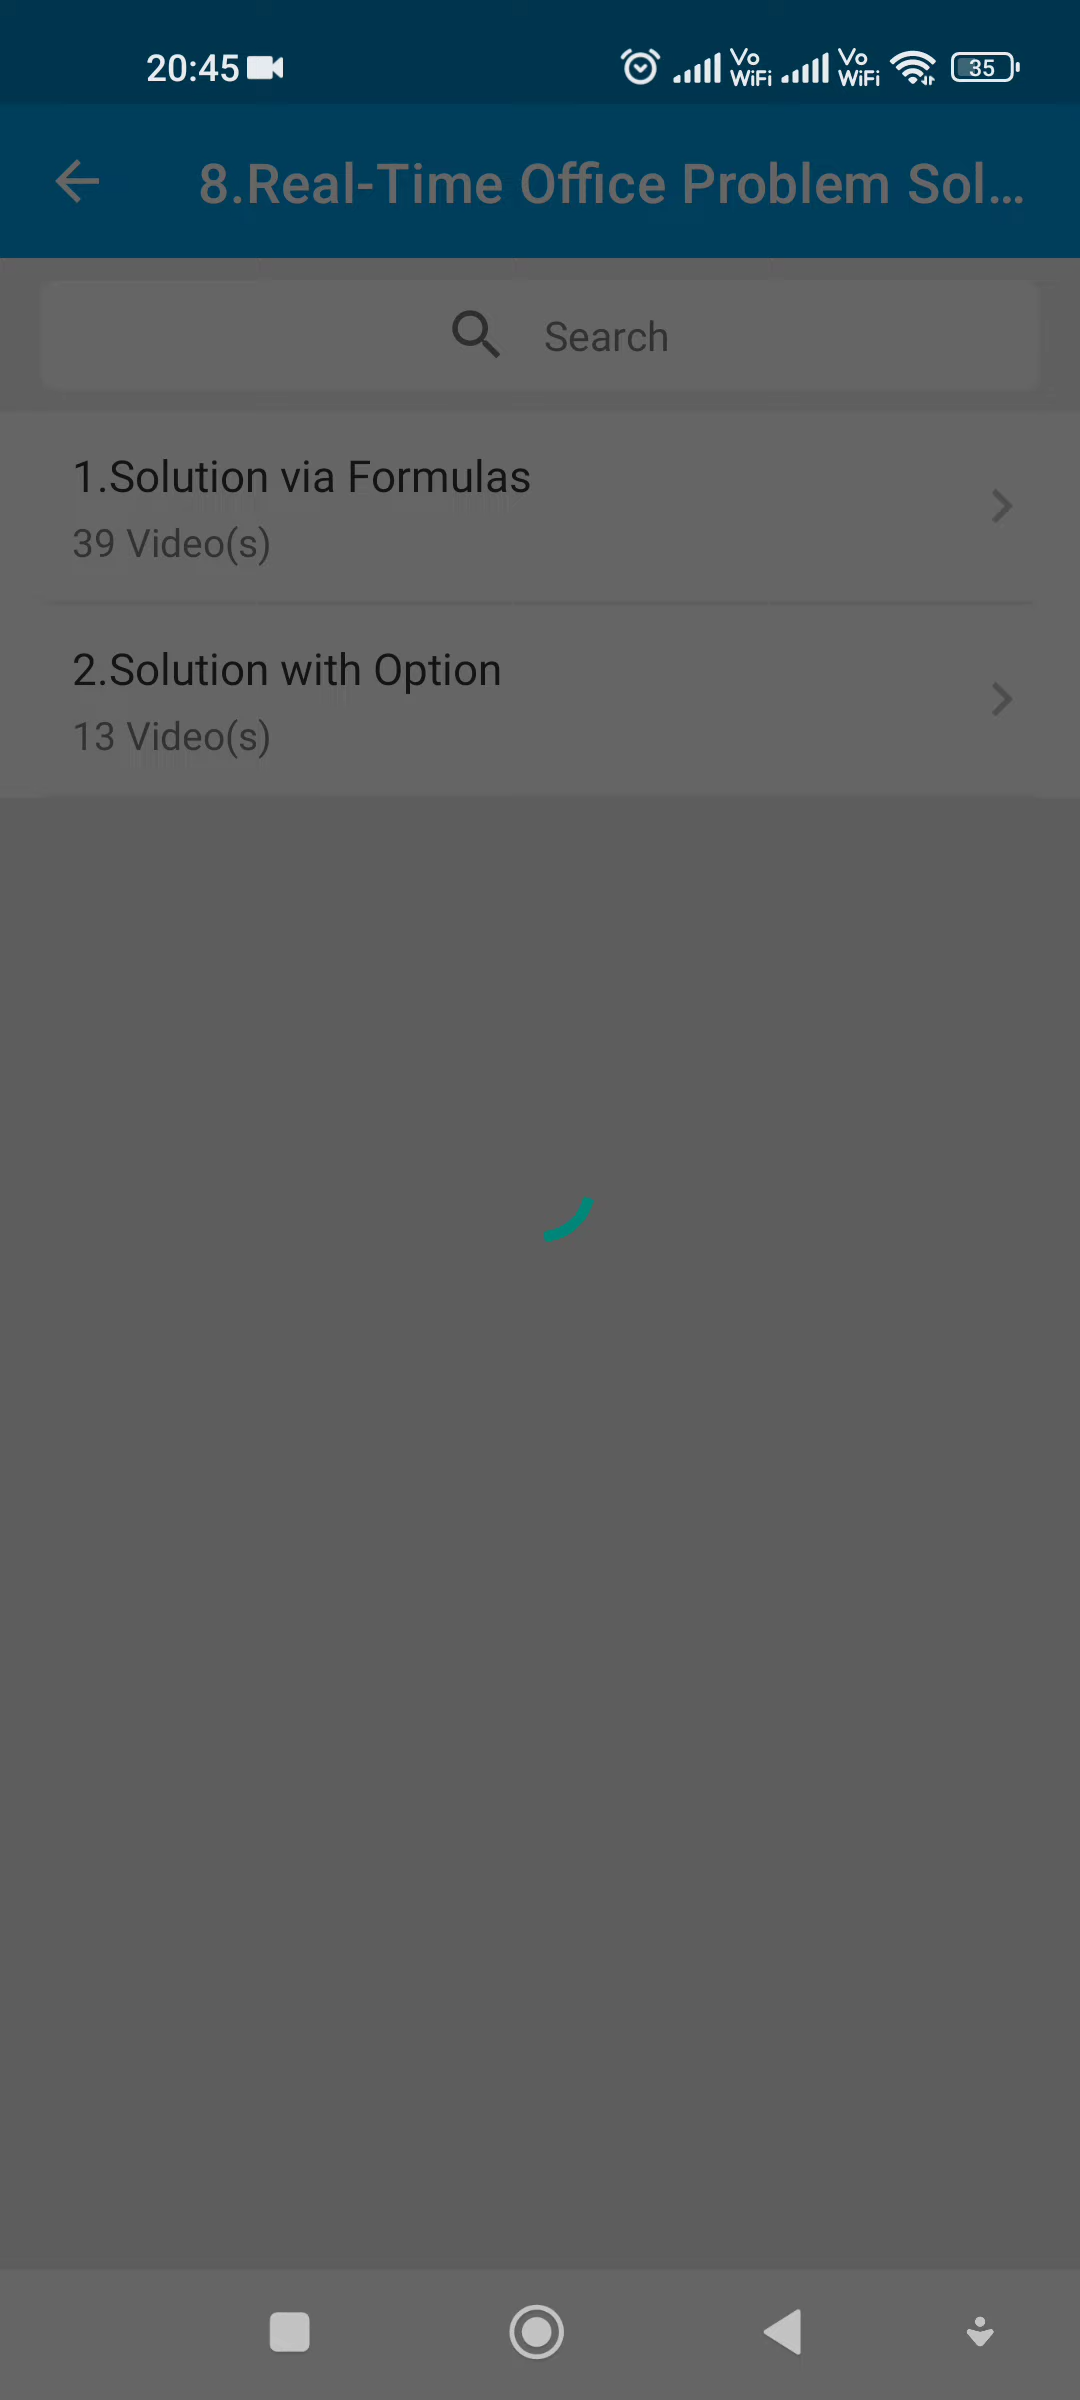 20:45
Vo
WiFi
Vo
WiFi
35
8.Real-Time Office Problem Sol...
Search
1.Solution via Formulas
39 Video(s)
2.Solution with Option
13 Video(s)